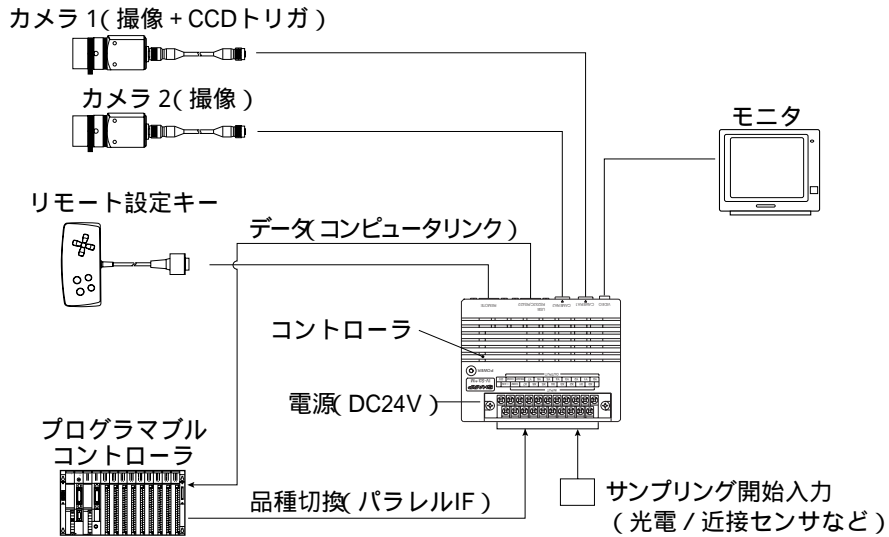 カメラ 1( 撮像 + CCDトリガ )
カメラ 2( 撮像 )
モニタ
リモート設定キー
データ( コンピュータリンク )
コントローラ
POWER
SHARP
電源( DC24V )
プログラマブル
コントローラ
品種切換( パラレルIF )
サンプリング開始入力
( 光電 / 近接センサなど )